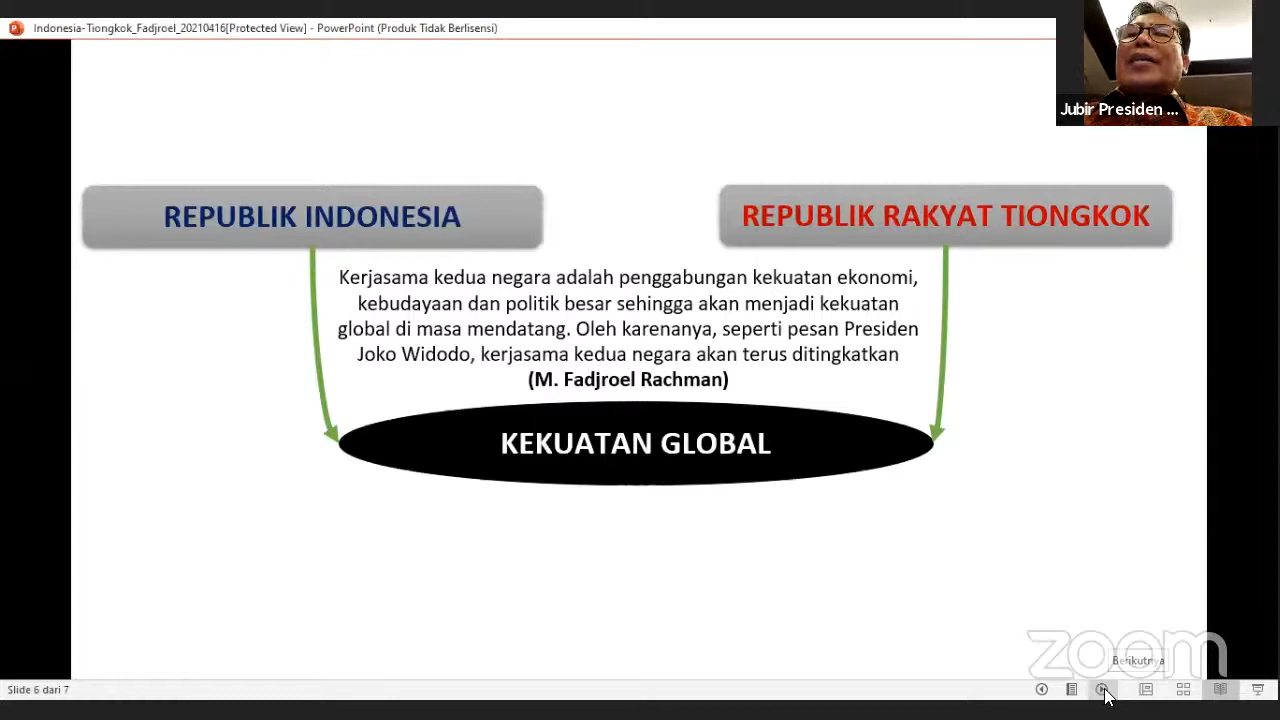 Indonesia-Tiongkok_Fadjroel_20210416[Protected View] - PowerPoint (Produk Tidak Berlisensi)
Jubir Presiden ...
REPUBLIK INDONESIA
REPUBLIK RAKYAT TIONGKOK
Kerjasama kedua negara adalah penggabungan kekuatan ekonomi,
kebudayaan dan politik besar sehingga akan menjadi kekuatan
global di masa mendatang. Oleh karenanya, seperti pesan Presiden
Joko Widodo, kerjasama kedua negara akan terus ditingkatkan
(M. Fadjroel Rachman)
KEKUATAN GLOBAL
zoom
Berikutnya
Slide 6 dari 7